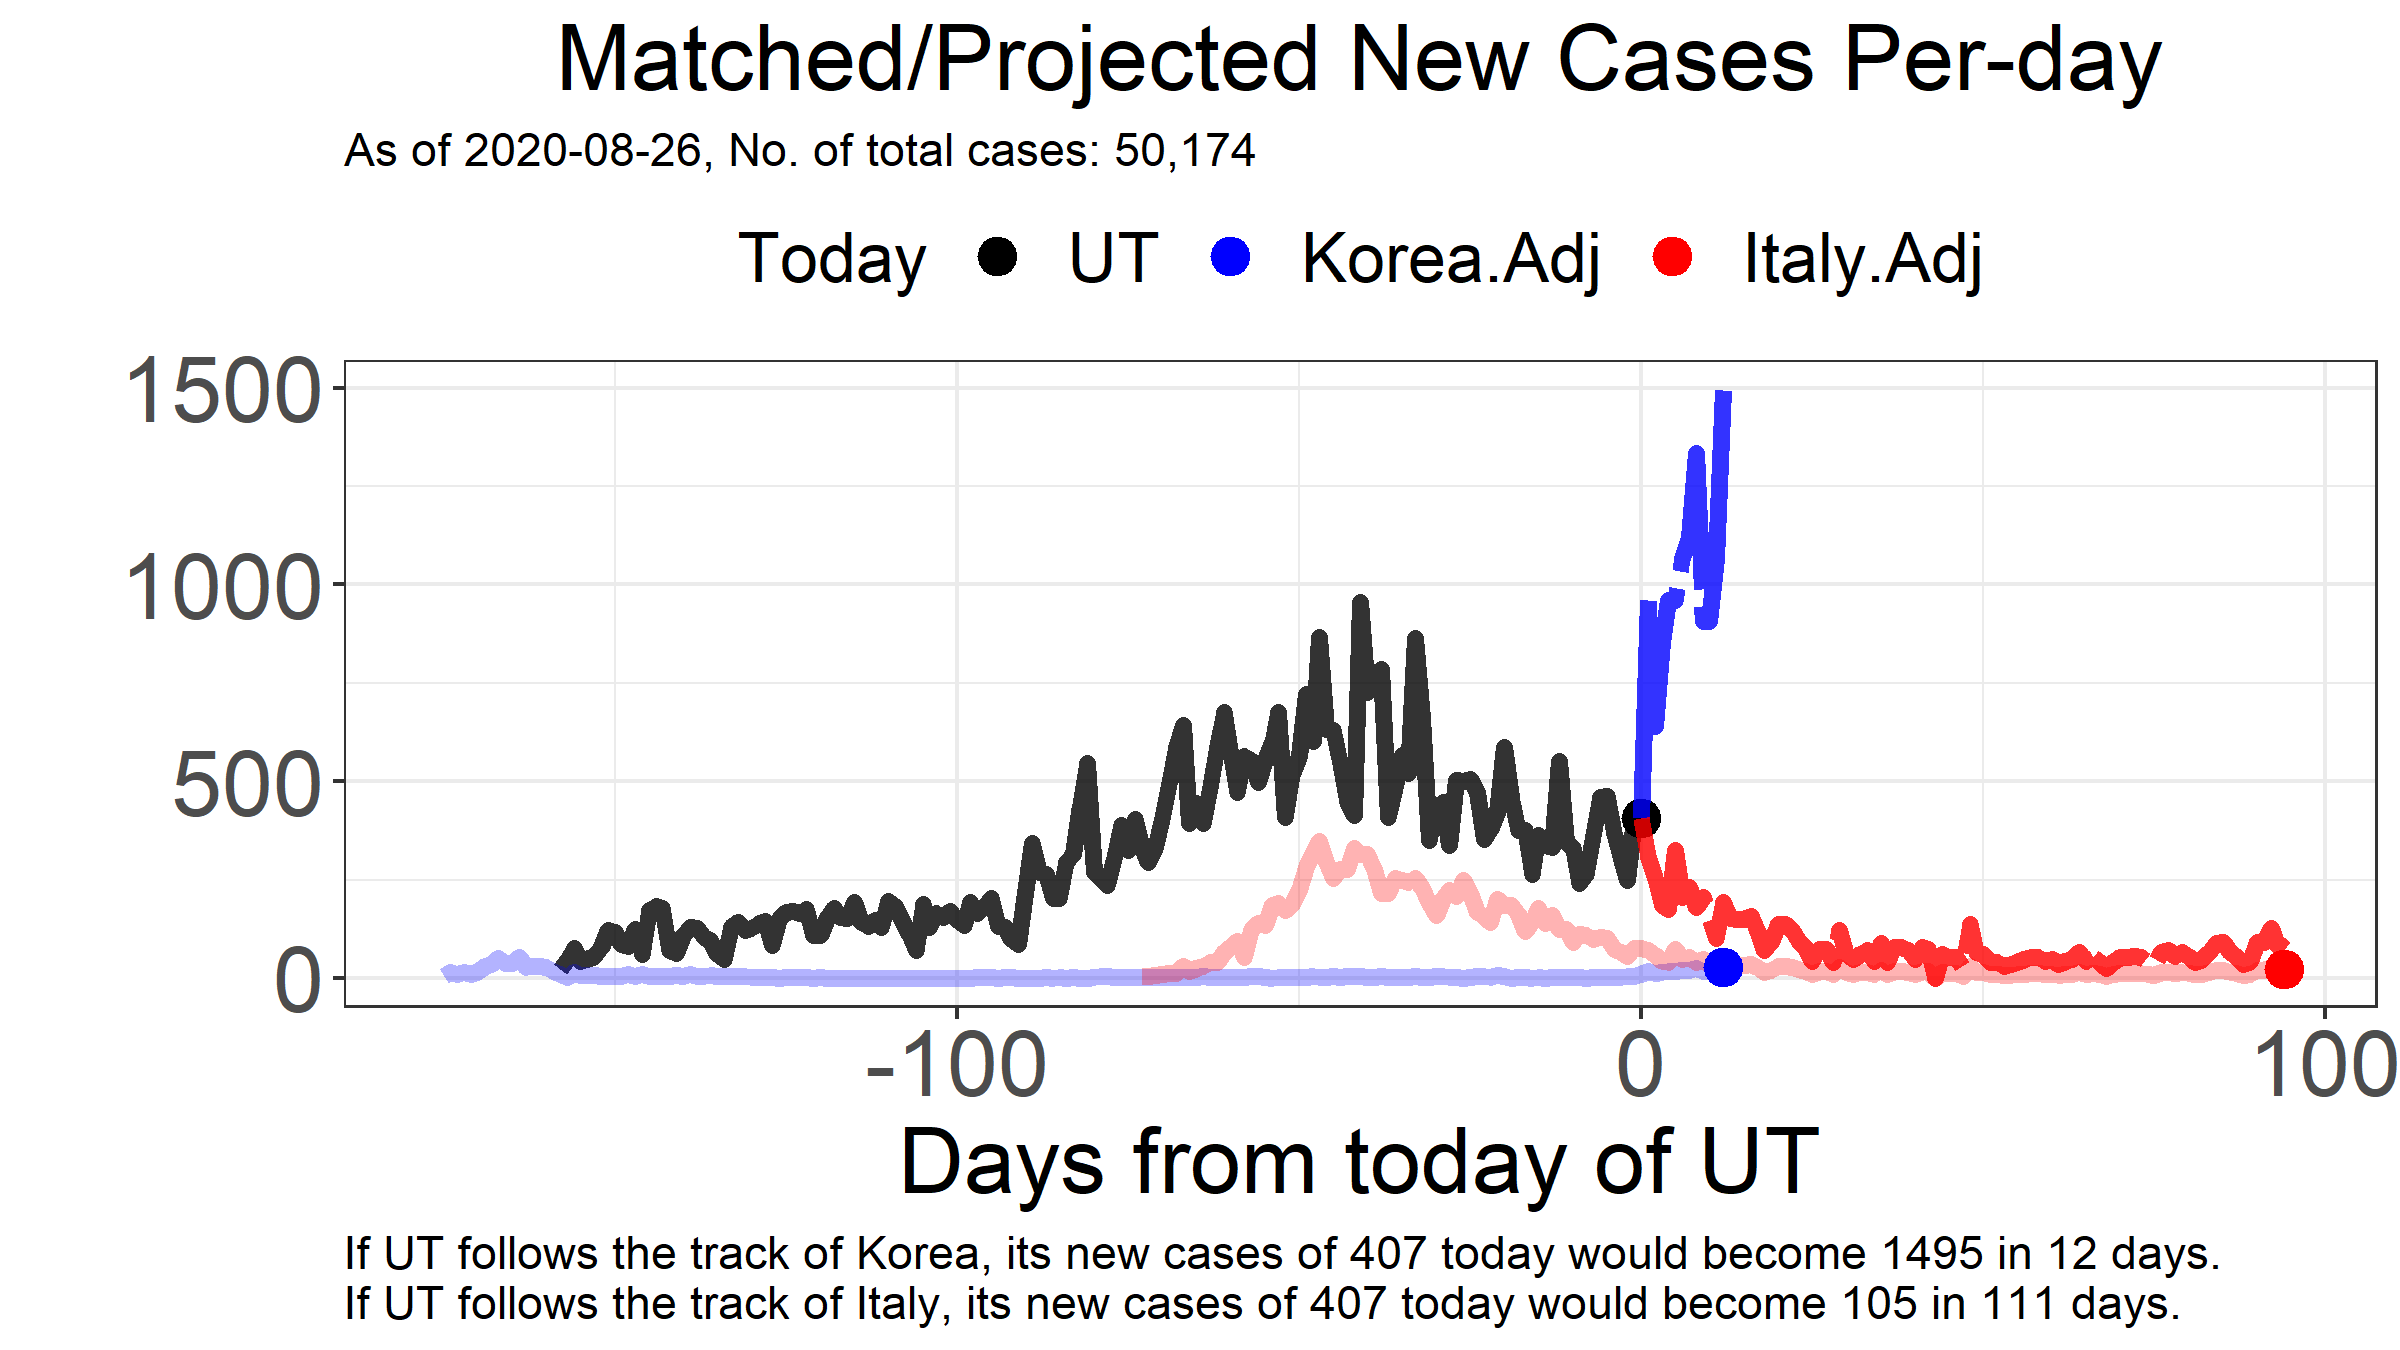 Matched/Projected New Cases Per-day
As of 2020-08-26, No. of total cases: 50,174
Today UT Korea.Adj Italy.Adj
1500
1000
500
0
-100 0 100
Days from today of UT
If UT follows the track of Korea, its new cases of 407 today would become 1495 in 12 days.
If UT follows the track of Italy, its new cases of 407 today would become 105 in 111 days.